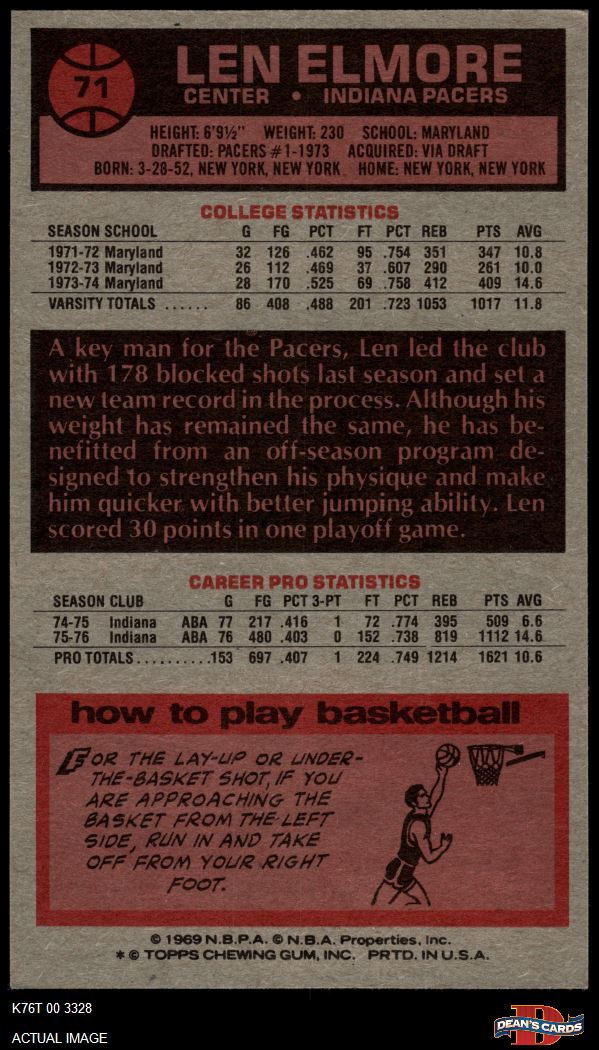 71
LEN ELMORE
CENTER • INDIANA PACERS
HEIGHT: 6'9½" WEIGHT: 230 SCHOOL: MARYLAND
DRAFTED: PACERS #1-1973 ACQUIRED: VIA DRAFT
BORN: 3-28-52, NEW YORK, NEW YORK HOME: NEW YORK, NEW YORK
COLLEGE STATISTICS
SEASON SCHOOL G FG PCT FT PCT REB PTS AVG
1971-72 Maryland 32 126 .462 95 .754 351 347 10.8
1972-73 Maryland 26 112 .469 37 .607 290 261 10.0
1973-74 Maryland 28 170 .525 69 .758 412 409 14.6
VARSITY TOTALS ...... 86 408 .488 201 .723 1053 1017 11.8
A key man for the Pacers, Len led the club
with 178 blocked shots last season and set a
new team record in the process. Although his
weight has remained the same, he has be-
nefitted from an off-season program de-
signed to strengthen his physique and make
him quicker with better jumping ability. Len
scored 30 points in one playoff game.
CAREER PRO STATISTICS
SEASON CLUB G FG PCT 3-PT FT PCT REB PTS AVG
74-75 Indiana ABA 77 217 .416 1 72 .774 395 509 6.6
75-76 Indiana ABA 76 480 .403 0 152 .738 819 1112 14.6
PRO TOTALS..........153 697 .407 1 224 .749 1214 1621 10.6
how to play basketball
FOR THE LAY-UP OR UNDER-
THE-BASKET SHOT, IF YOU
ARE APPROACHING THE
BASKET FROM THE LEFT
SIDE, RUN IN AND TAKE
OFF FROM YOUR RIGHT
FOOT.
© 1969 N.B.P.A. © N.B.A. Properties, Inc.
* © TOPPS CHEWING GUM, INC. PRTD. IN U.S.A.
K76T 00 3328
ACTUAL IMAGE
D
DEAN'S CARDS